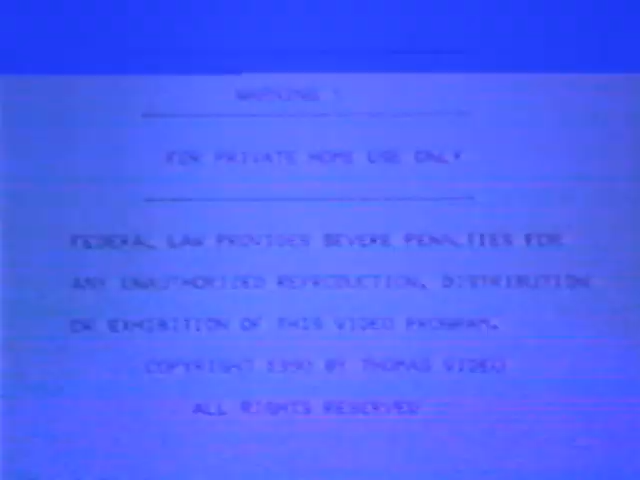 WARNING !
FOR PRIVATE HOME USE ONLY
FEDERAL LAW PROVIDES SEVERE PENALTIES FOR
ANY UNAUTHORIZED REPRODUCTION, DISTRIBUTION
OR EXHIBITION OF THIS VIDEO PROGRAM.
COPYRIGHT 1990 BY THOMAS VIDEO
ALL RIGHTS RESERVED